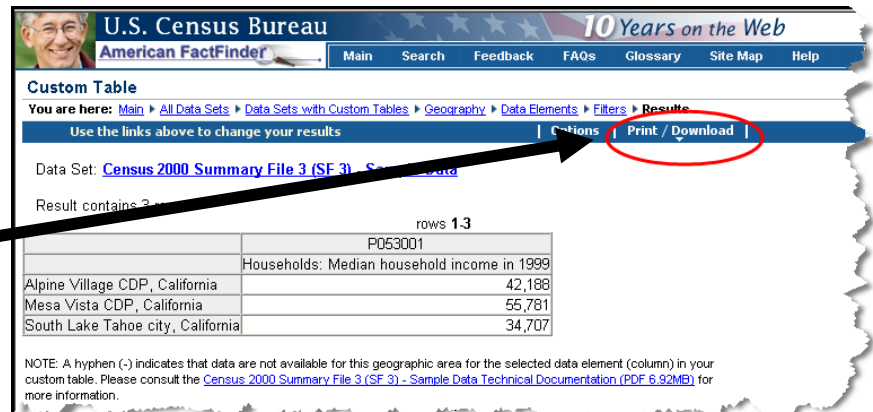 U.S. Census Bureau
10 Years on the Web
American FactFinder
Main Search Feedback FAQs Glossary Site Map Help
Custom Table
You are here: Main ▶ All Data Sets ▶ Data Sets with Custom Tables ▶ Geography ▶ Data Elements ▶ Filters ▶ Results
Use the links above to change your results | Options | Print / Download |
Data Set: Census 2000 Summary File 3 (SF 3) - Sample Data
Result contains 3
rows 1-3
P053001
Households: Median household income in 1999
Alpine Village CDP, California 42,188
Mesa Vista CDP, California 55,781
South Lake Tahoe city, California 34,707
NOTE: A hyphen (-) indicates that data are not available for this geographic area for the selected data element (column) in your
custom table. Please consult the Census 2000 Summary File 3 (SF 3) - Sample Data Technical Documentation (PDF 6.92MB) for
more information.